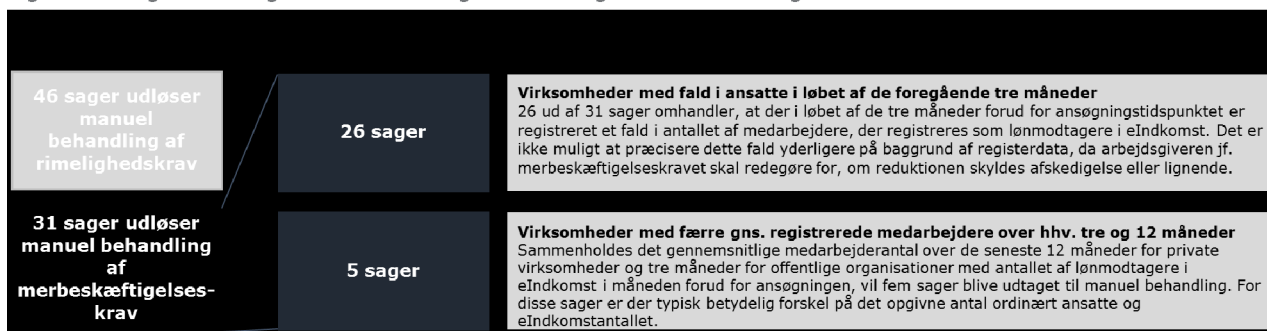 46 sager udløser
manuel
behandling af
rimelighedskrav
31 sager udløser
manuel behandling
af
merbeskæftigelses-
krav
26 sager
5 sager
Virksomheder med fald i ansatte i løbet af de foregående tre måneder
26 ud af 31 sager omhandler, at der i løbet af de tre måneder forud for ansøgningstidspunktet er
registreret et fald i antallet af medarbejdere, der registreres som lønmodtagere i eIndkomst. Det er
ikke muligt at præcisere dette fald yderligere på baggrund af registerdata, da arbejdsgiveren jf.
merbeskæftigelseskravet skal redegøre for, om reduktionen skyldes afskedigelse eller lignende.
Virksomheder med færre gns. registrerede medarbejdere over hhv. tre og 12 måneder
Sammenholdes det gennemsnitlige medarbejderantal over de seneste 12 måneder for private
virksomheder og tre måneder for offentlige organisationer med antallet af lønmodtagere i
eIndkomst i måneden forud for ansøgningen, vil fem sager blive udtaget til manuel behandling. For
disse sager er der typisk betydelig forskel på det opgivne antal ordinært ansatte og
eIndkomstantallet.